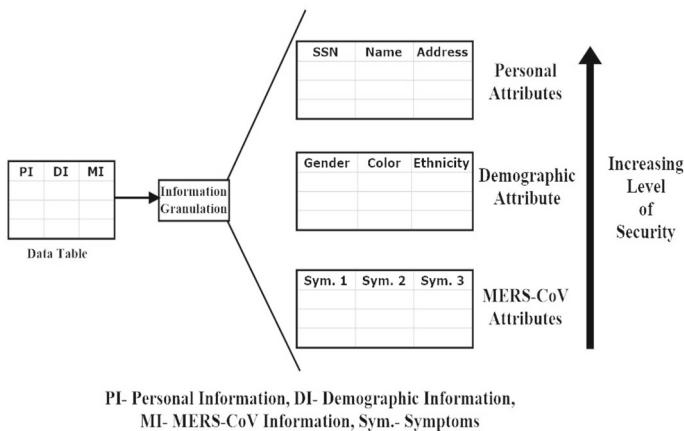 SSN Name Address
Personal
Attributes
PI DI MI
Data Table
Information
Granulation
Gender Color Ethnicity
Demographic
Attribute
Increasing
Level
of
Security
Sym. 1 Sym. 2 Sym. 3
MERS-CoV
Attributes
PI- Personal Information, DI- Demographic Information,
MI- MERS-CoV Information, Sym.- Symptoms